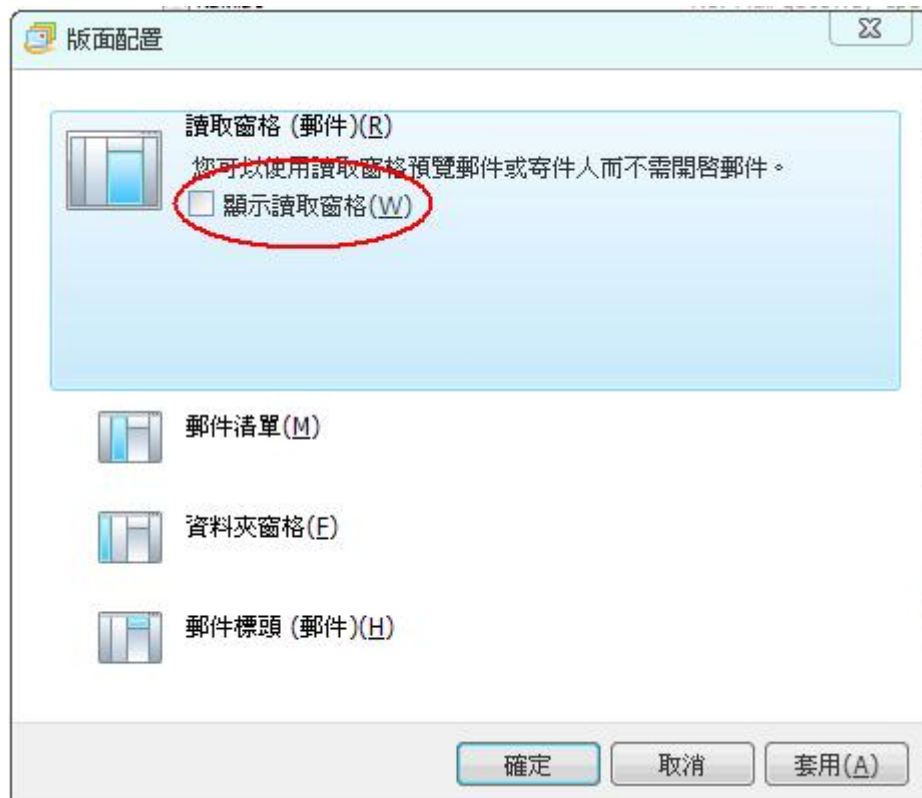 版面配置
讀取窗格 (郵件)(R)
您可以使用讀取窗格預覽郵件或寄件人而不需開啓郵件。
顯示讀取窗格(W)
郵件清單(M)
資料夾窗格(F)
郵件標頭 (郵件)(H)
確定 取消 套用(A)